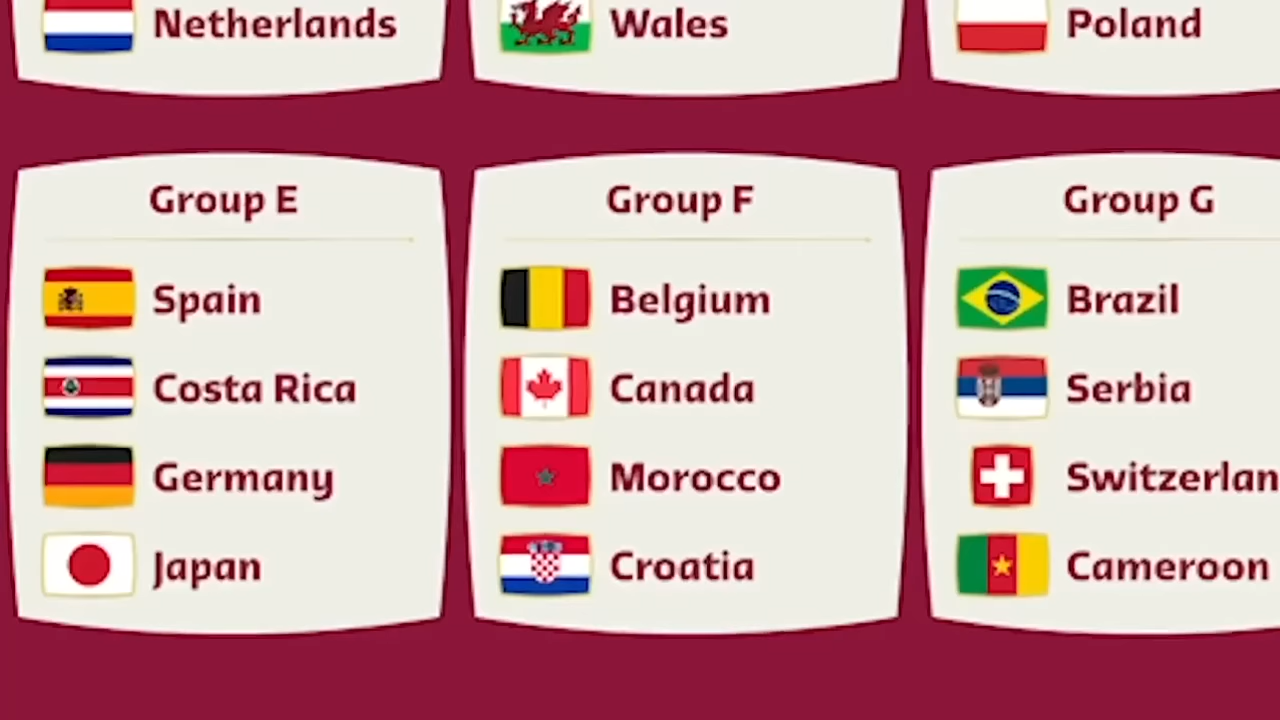 Netherlands
Wales
Poland
Group E
Spain
Costa Rica
Germany
Japan
Group F
Belgium
Canada
Morocco
Croatia
Group G
Brazil
Serbia
Switzerlan
Cameroon